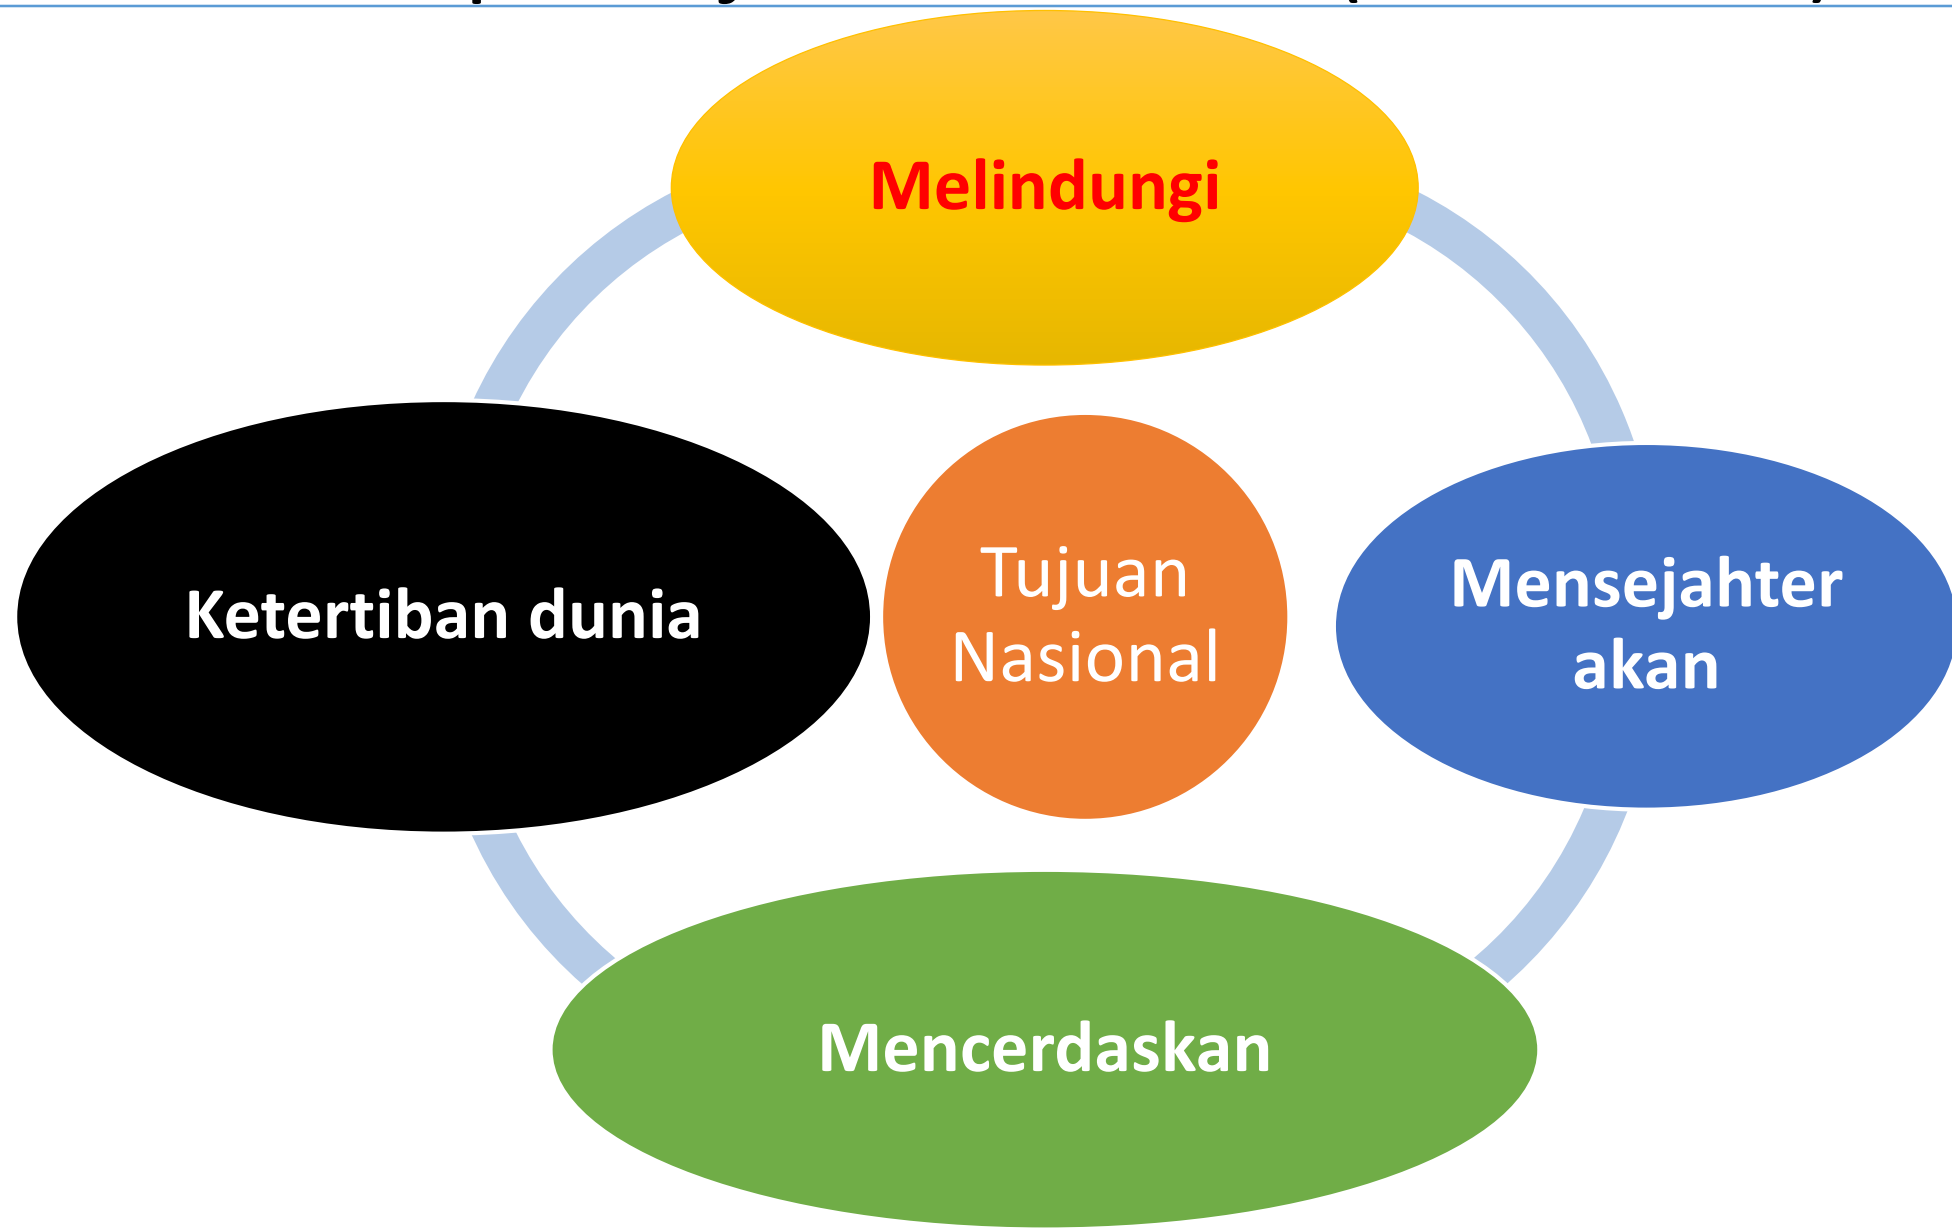 Melindungi
Ketertiban dunia
Tujuan
Nasional
Mensejahter
akan
Mencerdaskan